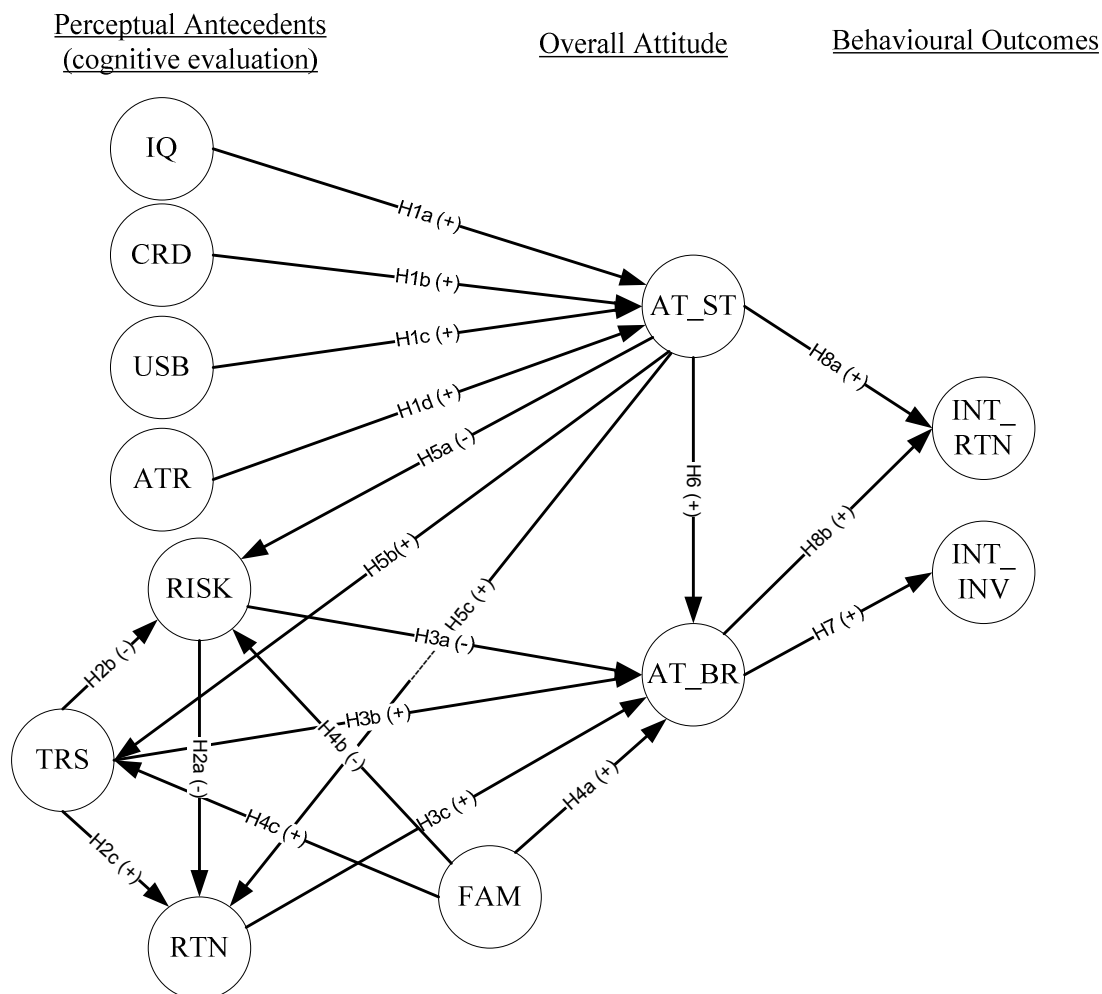 Perceptual Antecedents
(cognitive evaluation)
Overall Attitude
Behavioural Outcomes
IQ
H1a (+)
CRD
H1b (+)
AT_ST
USB
H1c (+)
H8a (+)
ATR
H1d (+)
INT_
RTN
H5a (-)
H6 (+)
H8b (+)
H5b(+)
INT_
INV
RISK
H5c (+)
H7 (+)
H3a (-)
H2b (-)
AT_BR
H3b (+)
H4b (-)
TRS
H2a (-)
H4a (+)
H3c (+)
H4c (+)
H2c (+)
FAM
RTN